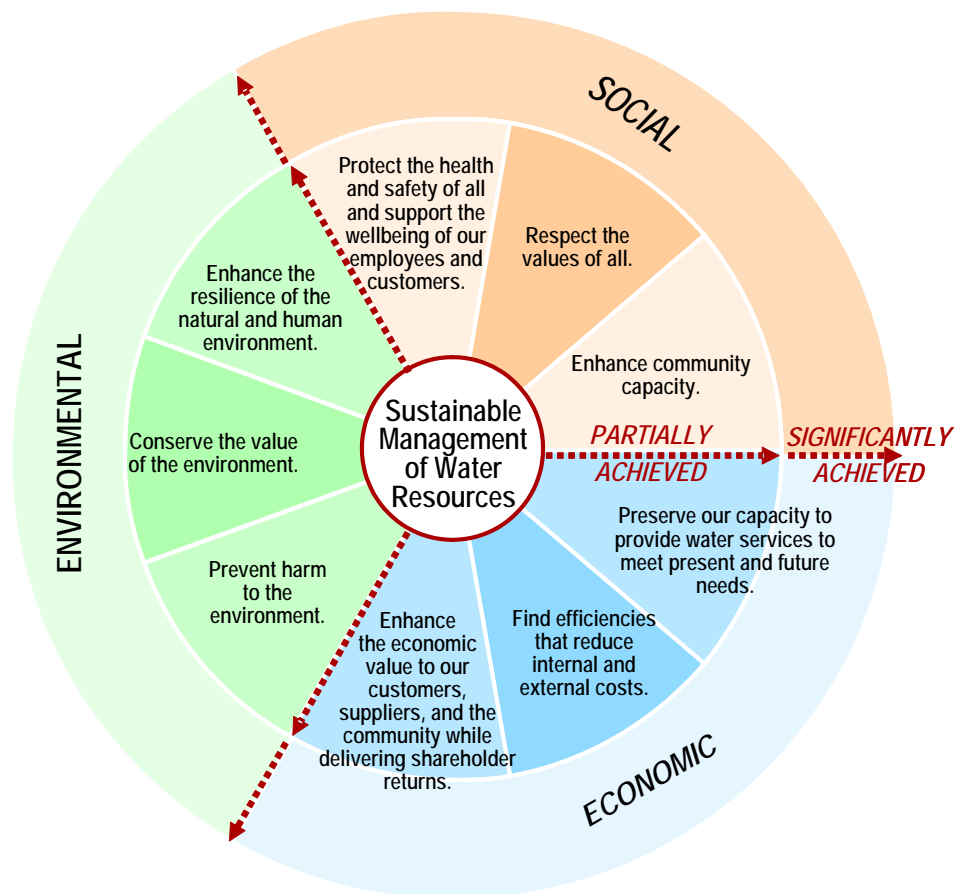 SOCIAL
Protect the health
and safety of all
and support the
wellbeing of our
employees and
customers.
Respect the
values of all.
Enhance community
capacity.
ENVIRONMENTAL
Enhance the
resilience of the
natural and human
environment.
Conserve the value
of the environment.
Prevent harm
to the
environment.
Sustainable
Management
of Water
Resources
PARTIALLY
ACHIEVED
SIGNIFICANTLY
ACHIEVED
Preserve our capacity to
provide water services to
meet present and future
needs.
Find efficiencies
that reduce
internal and
external costs.
Enhance
the economic
value to our
customers,
suppliers, and the
community while
delivering shareholder
returns.
ECONOMIC